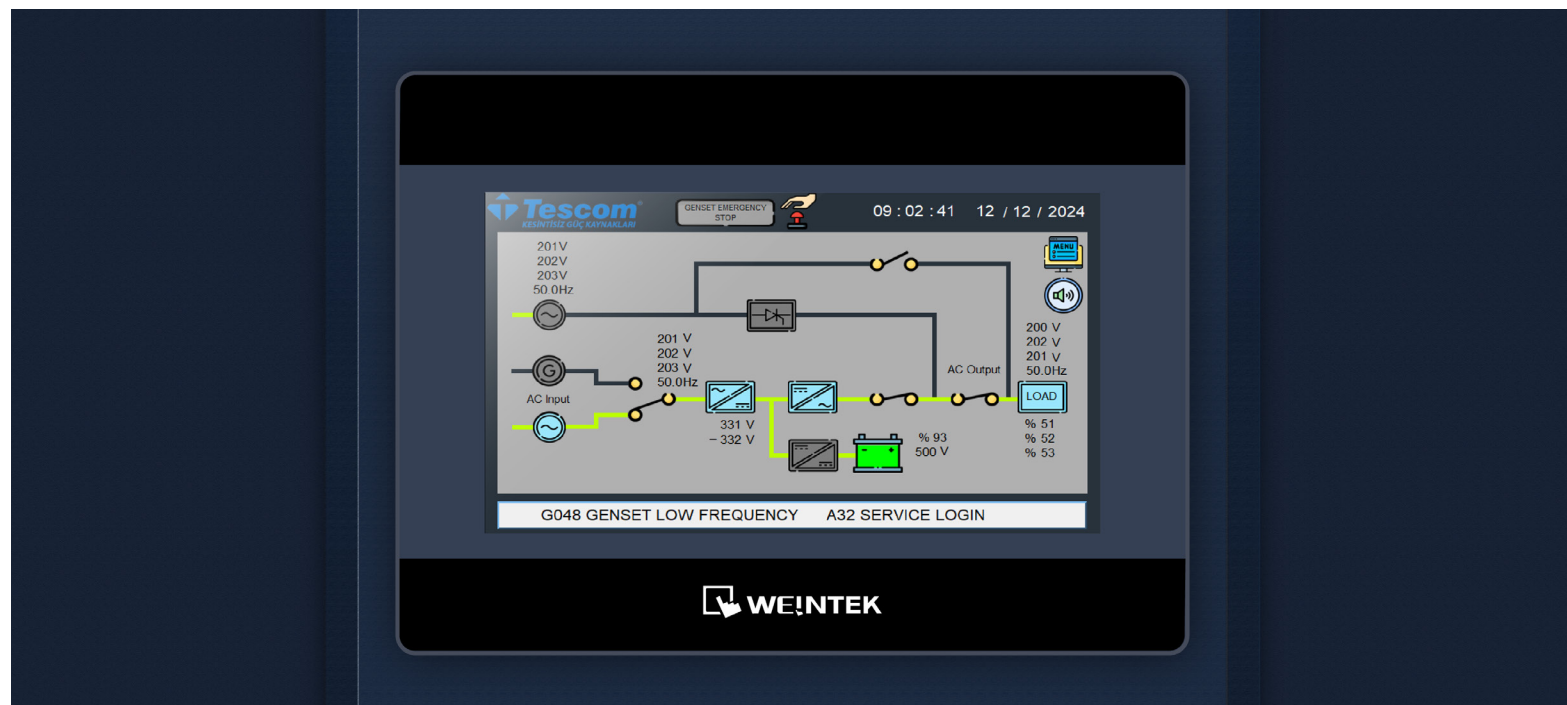 Tescom
KESİNTİSİZ GÜÇ KAYNAKLARI
GENSET EMERGENCY
STOP
09 : 02 : 41 12 / 12 / 2024
201V
202V
203V
50.0Hz
MENU
G
AC Input
201 V
202 V
203 V
50.0Hz
331 V
– 332 V
% 93
500 V
AC Output
200 V
202 V
201 V
50.0Hz
LOAD
% 51
% 52
% 53
G048 GENSET LOW FREQUENCY A32 SERVICE LOGIN
WE!NTEK